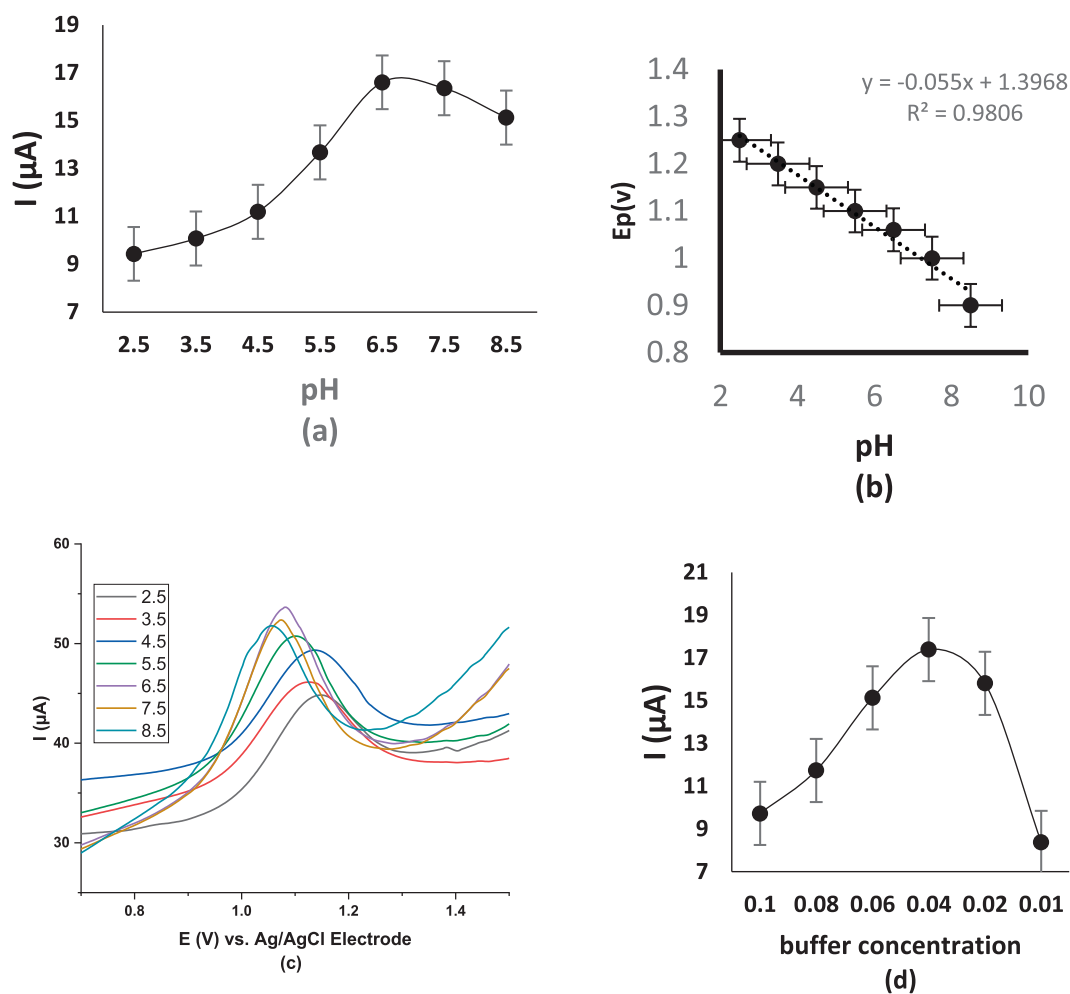 19
17
15
13
11
9
7
I (µA)
2.5 3.5 4.5 5.5 6.5 7.5 8.5
pH
(a)
1.4
1.3
1.2
1.1
1
0.9
0.8
Ep(v)
y = -0.055x + 1.3968
R² = 0.9806
2 4 6 8 10
pH
(b)
60
50
40
30
I (µA)
2.5
3.5
4.5
5.5
6.5
7.5
8.5
0.8 1.0 1.2 1.4
E (V) vs. Ag/AgCl Electrode
(c)
21
19
17
15
13
11
9
7
I (µA)
0.1 0.08 0.06 0.04 0.02 0.01
buffer concentration
(d)